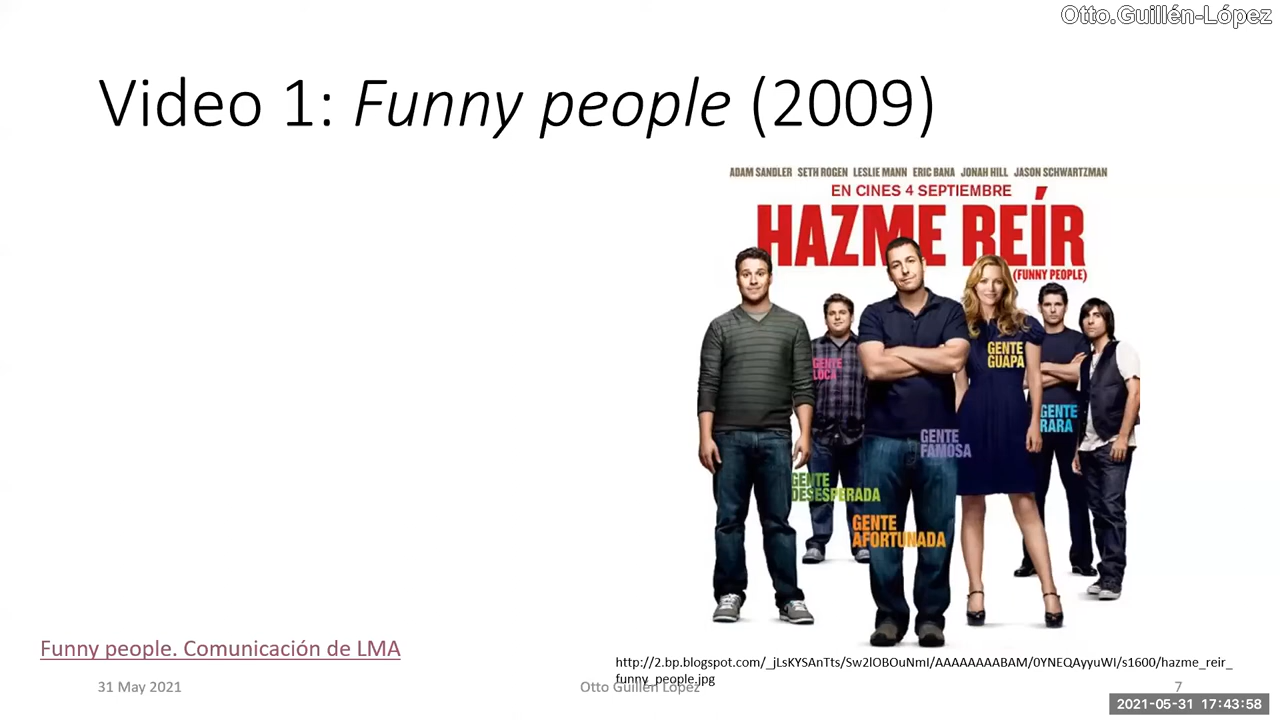 Otto.Guillén-López
Video 1: Funny people (2009)
ADAM SANDLER SETH ROGEN LESLIE MANN ERIC BANA JONAH HILL JASON SCHWARTZMAN
EN CINES 4 SEPTIEMBRE
HAZME REÍR
(FUNNY PEOPLE)
GENTE
LOCA
GENTE
GUAPA
GENTE
RARA
GENTE
FAMOSA
GENTE
DESESPERADA
GENTE
AFORTUNADA
Funny people. Comunicación de LMA
http://2.bp.blogspot.com/_jLsKYSAnTts/Sw2lOBOuNmI/AAAAAAAABAM/0YNEQAyyuWI/s1600/hazme_reir_
funny_people.jpg
31 May 2021
Otto Guillén López
7
2021-05-31 17:43:58